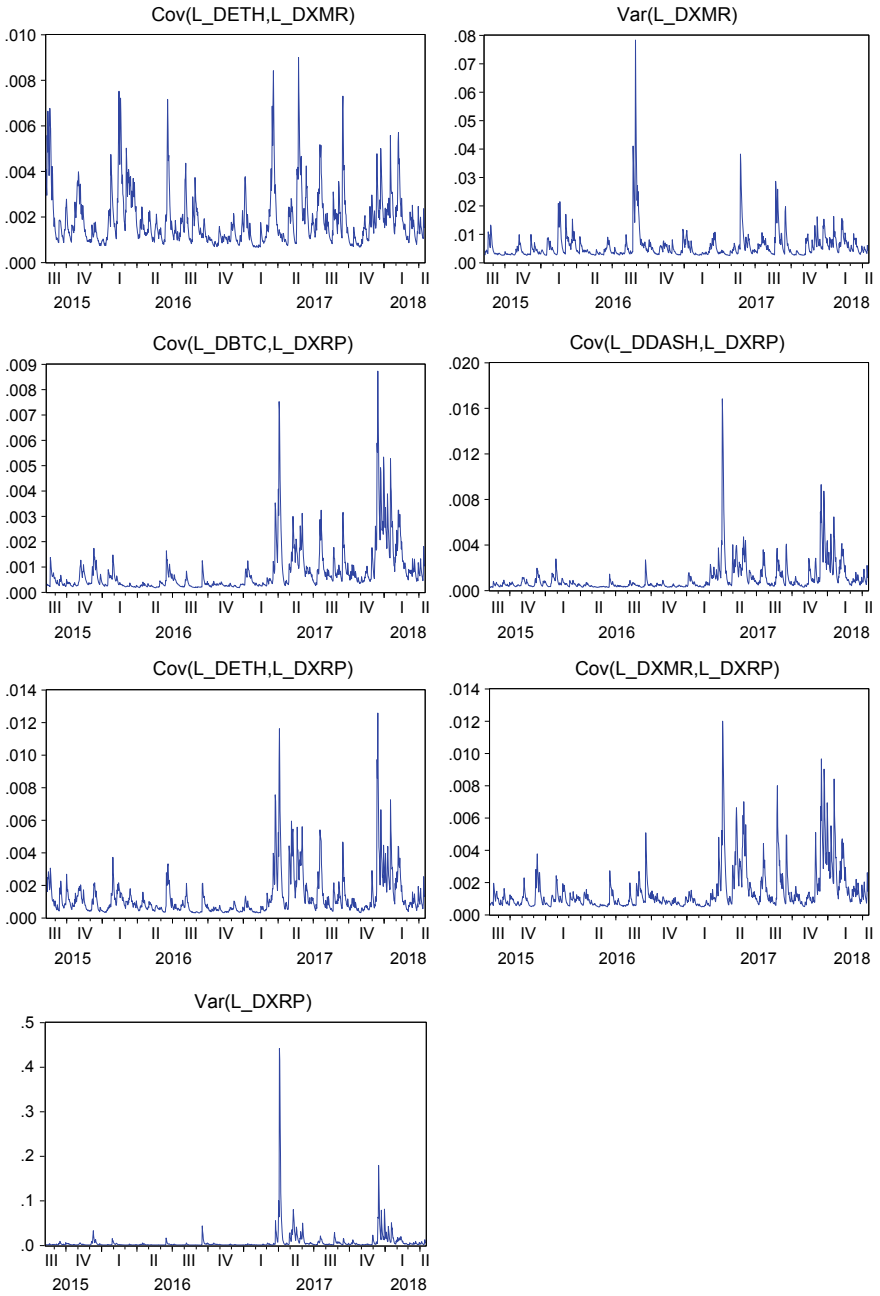 Cov(L_DETH,L_DXMR)
.010
.008
.006
.004
.002
.000
III IV I II III IV I II III IV I II
2015 2016 2017 2018
Var(L_DXMR)
.08
.07
.06
.05
.04
.03
.02
.01
.00
III IV I II III IV I II III IV I II
2015 2016 2017 2018
Cov(L_DBTC,L_DXRP)
.009
.008
.007
.006
.005
.004
.003
.002
.001
.000
III IV I II III IV I II III IV I II
2015 2016 2017 2018
Cov(L_DDASH,L_DXRP)
.020
.016
.012
.008
.004
.000
III IV I II III IV I II III IV I II
2015 2016 2017 2018
Cov(L_DETH,L_DXRP)
.014
.012
.010
.008
.006
.004
.002
.000
III IV I II III IV I II III IV I II
2015 2016 2017 2018
Cov(L_DXMR,L_DXRP)
.014
.012
.010
.008
.006
.004
.002
.000
III IV I II III IV I II III IV I II
2015 2016 2017 2018
Var(L_DXRP)
.5
.4
.3
.2
.1
.0
III IV I II III IV I II III IV I II
2015 2016 2017 2018